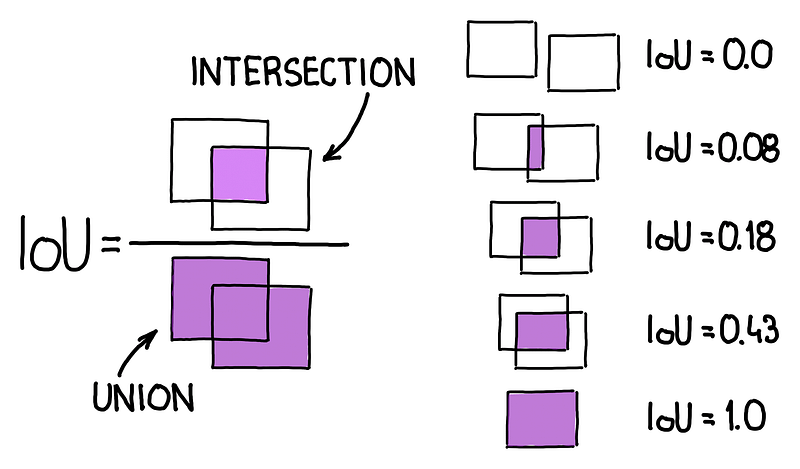 INTERSECTION
IoU =
UNION
IoU = 0.0
IoU = 0.08
IoU = 0.18
IoU = 0.43
IoU = 1.0